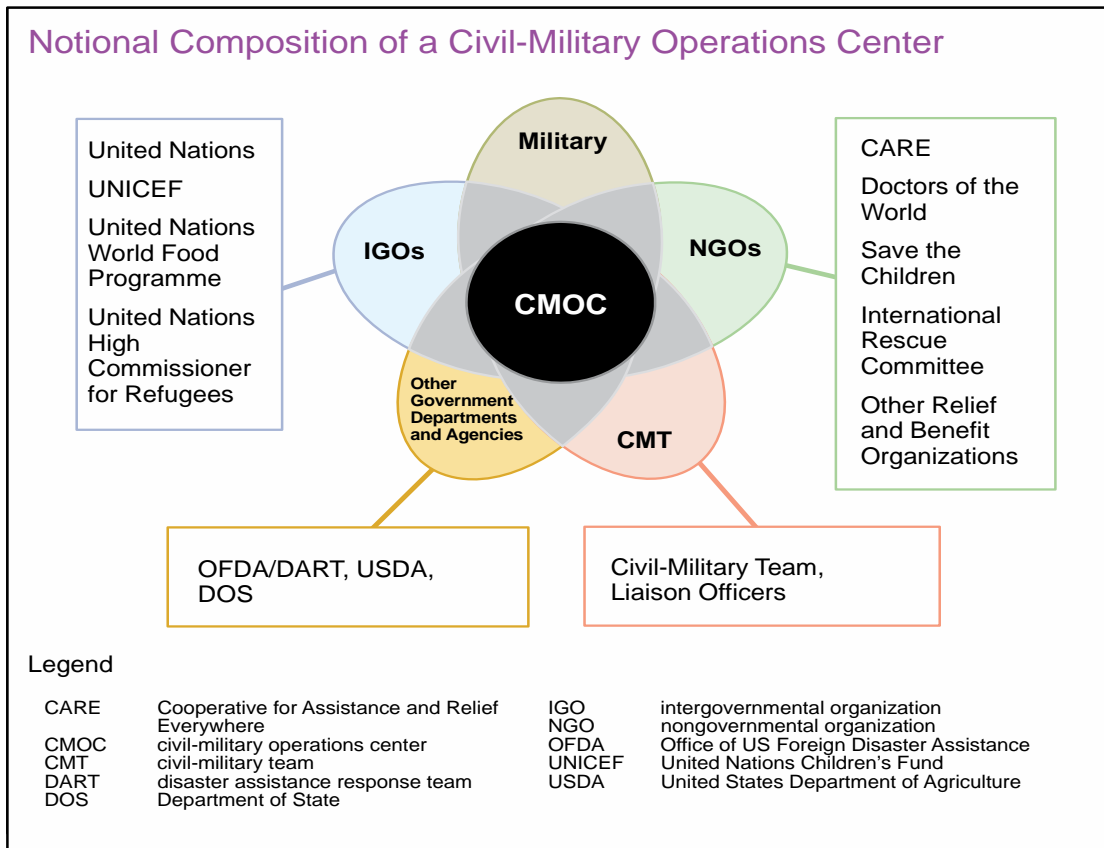 Notional Composition of a Civil-Military Operations Center
United Nations
UNICEF
United Nations
World Food
Programme
United Nations
High
Commissioner
for Refugees
Military
IGOs
NGOs
CMOC
Other
Government
Departments
and Agencies
CMT
CARE
Doctors of the
World
Save the
Children
International
Rescue
Committee
Other Relief
and Benefit
Organizations
OFDA/DART, USDA,
DOS
Civil-Military Team,
Liaison Officers
Legend
CARE Cooperative for Assistance and Relief
Everywhere
CMOC civil-military operations center
CMT civil-military team
DART disaster assistance response team
DOS Department of State
IGO intergovernmental organization
NGO nongovernmental organization
OFDA Office of US Foreign Disaster Assistance
UNICEF United Nations Children's Fund
USDA United States Department of Agriculture